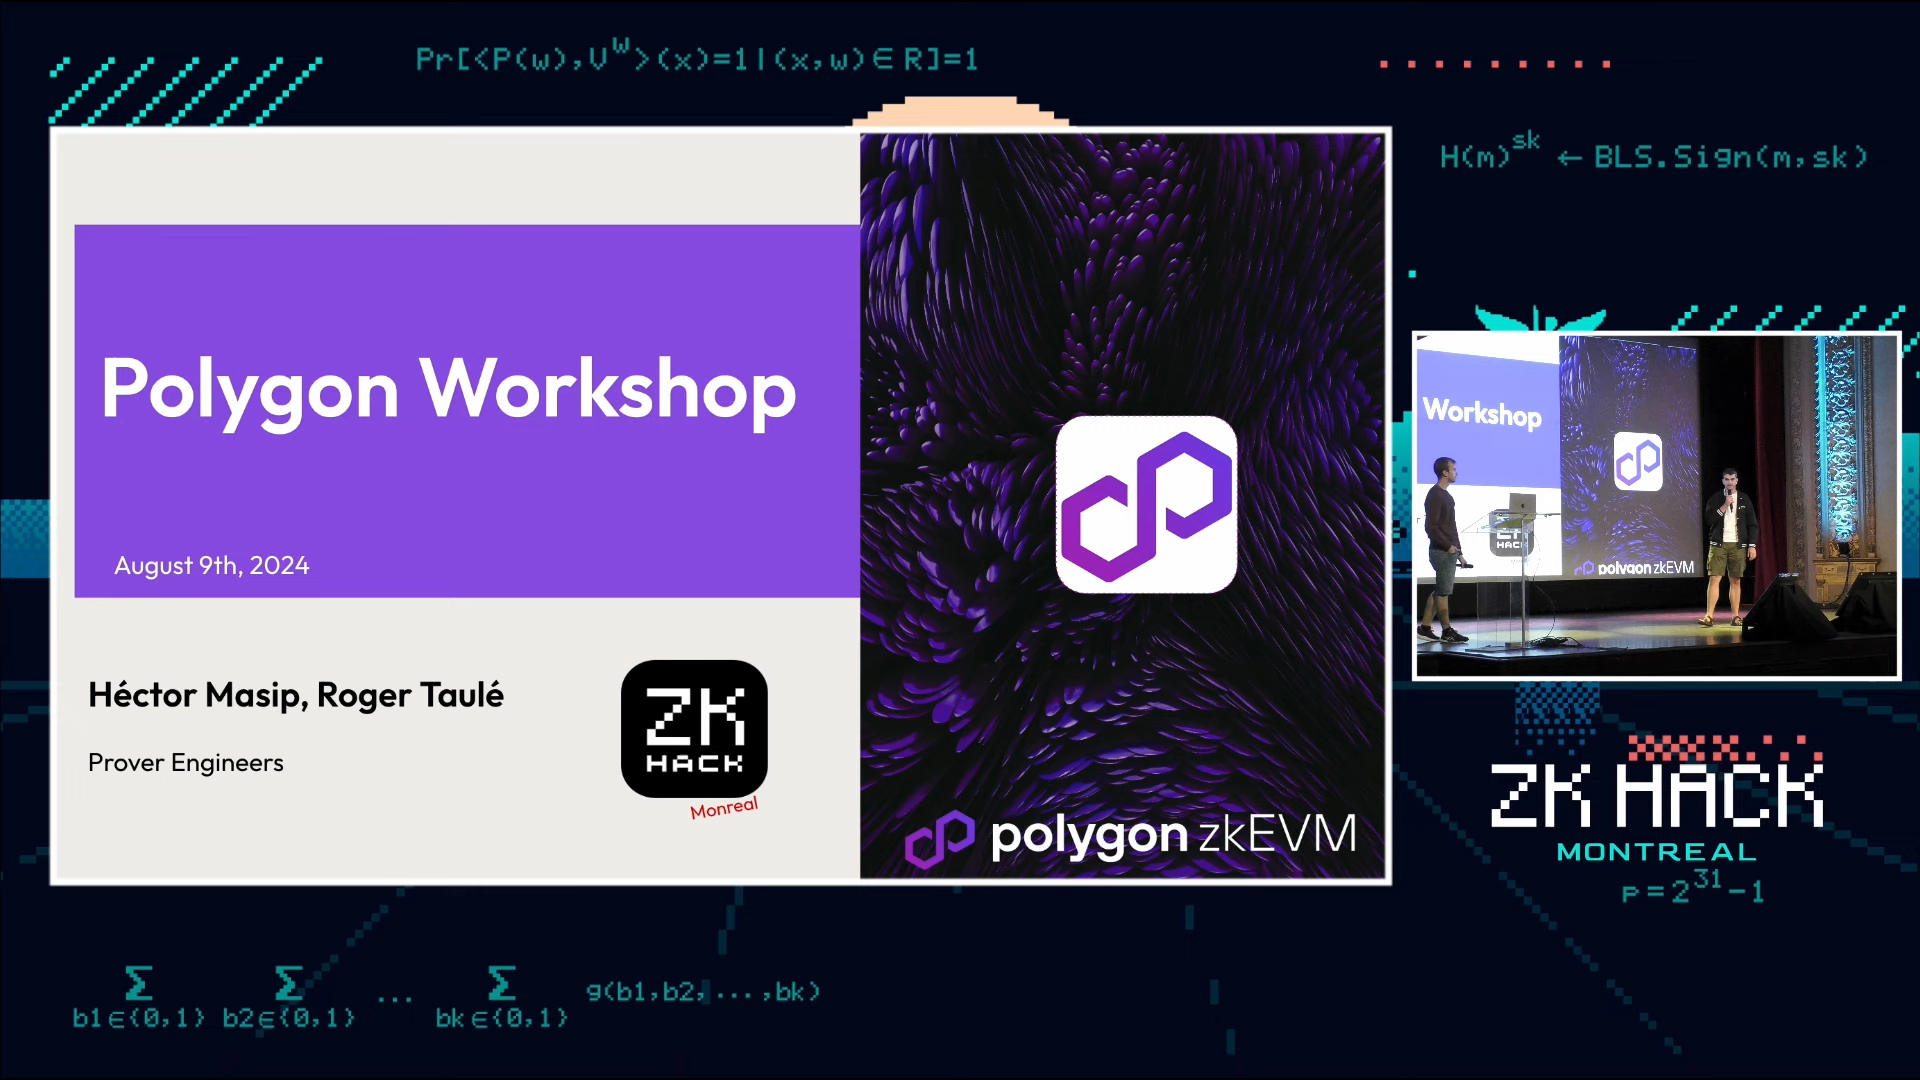 Pr[<P(w),V^w>(x)=1|(x,w)∈R]=1
H(m)^sk ← BLS.Sign(m,sk)
Polygon Workshop
August 9th, 2024
Héctor Masip, Roger Taulé
Prover Engineers
ZK
HACK
Monreal
polygon zkEVM
Workshop
HACK
polygon zkEVM
ZK HACK
MONTREAL
p=2^31-1
Σ Σ ... Σ g(b1,b2,...,bk)
b1∈{0,1} b2∈{0,1} bk∈{0,1}